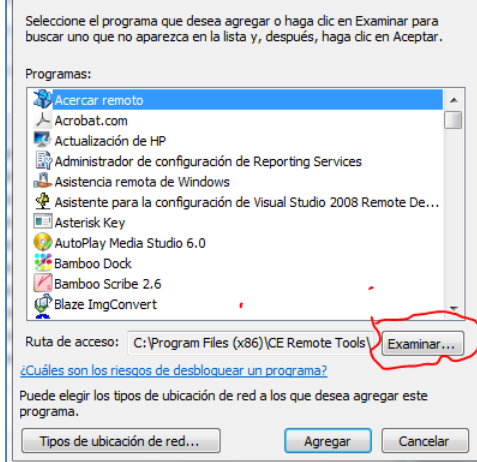 Seleccione el programa que desea agregar o haga clic en Examinar para
buscar uno que no aparezca en la lista y, después, haga clic en Aceptar.
Programas:
Acercar remoto
Acrobat.com
Actualización de HP
Administrador de configuración de Reporting Services
Asistencia remota de Windows
Asistente para la configuración de Visual Studio 2008 Remote De...
Asterisk Key
AutoPlay Media Studio 6.0
Bamboo Dock
Bamboo Scribe 2.6
Blaze ImgConvert
Ruta de acceso: C:\Program Files (x86)\CE Remote Tools\ Examinar...
¿Cuáles son los riesgos de desbloquear un programa?
Puede elegir los tipos de ubicación de red a los que desea agregar este
programa.
Tipos de ubicación de red... Agregar Cancelar